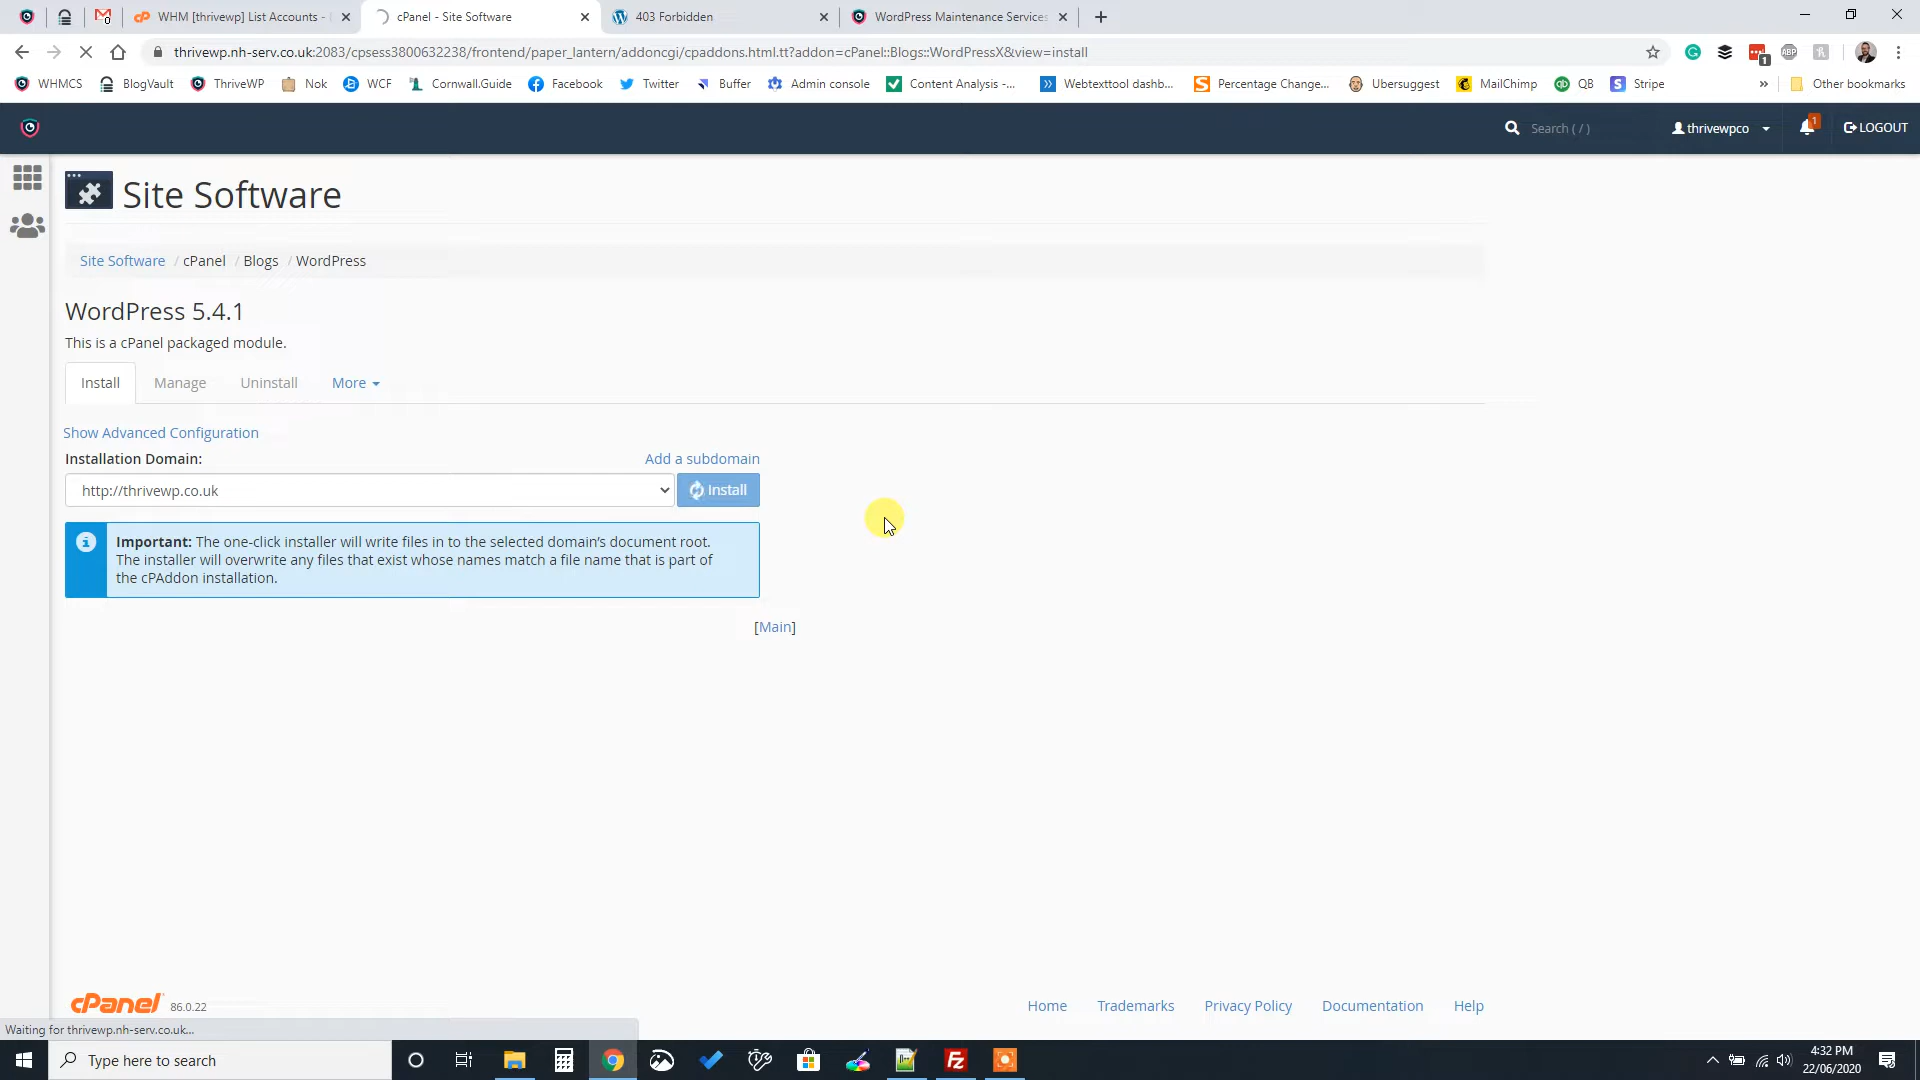 WHM [thrivewp] List Accounts -
cPanel - Site Software
403 Forbidden
WordPress Maintenance Services
thrivewp.nh-serv.co.uk:2083/cpsess3800632238/frontend/paper_lantern/addoncgi/cpaddons.html.tt?addon=cPanel::Blogs::WordPressX&view=install
WHMCS
BlogVault
ThriveWP
Nok
WCF
Cornwall.Guide
Facebook
Twitter
Buffer
Admin console
Content Analysis -...
Webtexttool dashb...
Percentage Change...
Ubersuggest
MailChimp
QB
Stripe
»
Other bookmarks
Search ( / )
thrivewpco
1
LOGOUT
Site Software
Site Software / cPanel / Blogs / WordPress
WordPress 5.4.1
This is a cPanel packaged module.
Install
Manage
Uninstall
More
Show Advanced Configuration
Installation Domain:
Add a subdomain
http://thrivewp.co.uk
Install
Important: The one-click installer will write files in to the selected domain's document root.
The installer will overwrite any files that exist whose names match a file name that is part of
the cPAddon installation.
[Main]
cPanel 86.0.22
Home
Trademarks
Privacy Policy
Documentation
Help
Waiting for thrivewp.nh-serv.co.uk...
Type here to search
4:32 PM
22/06/2020